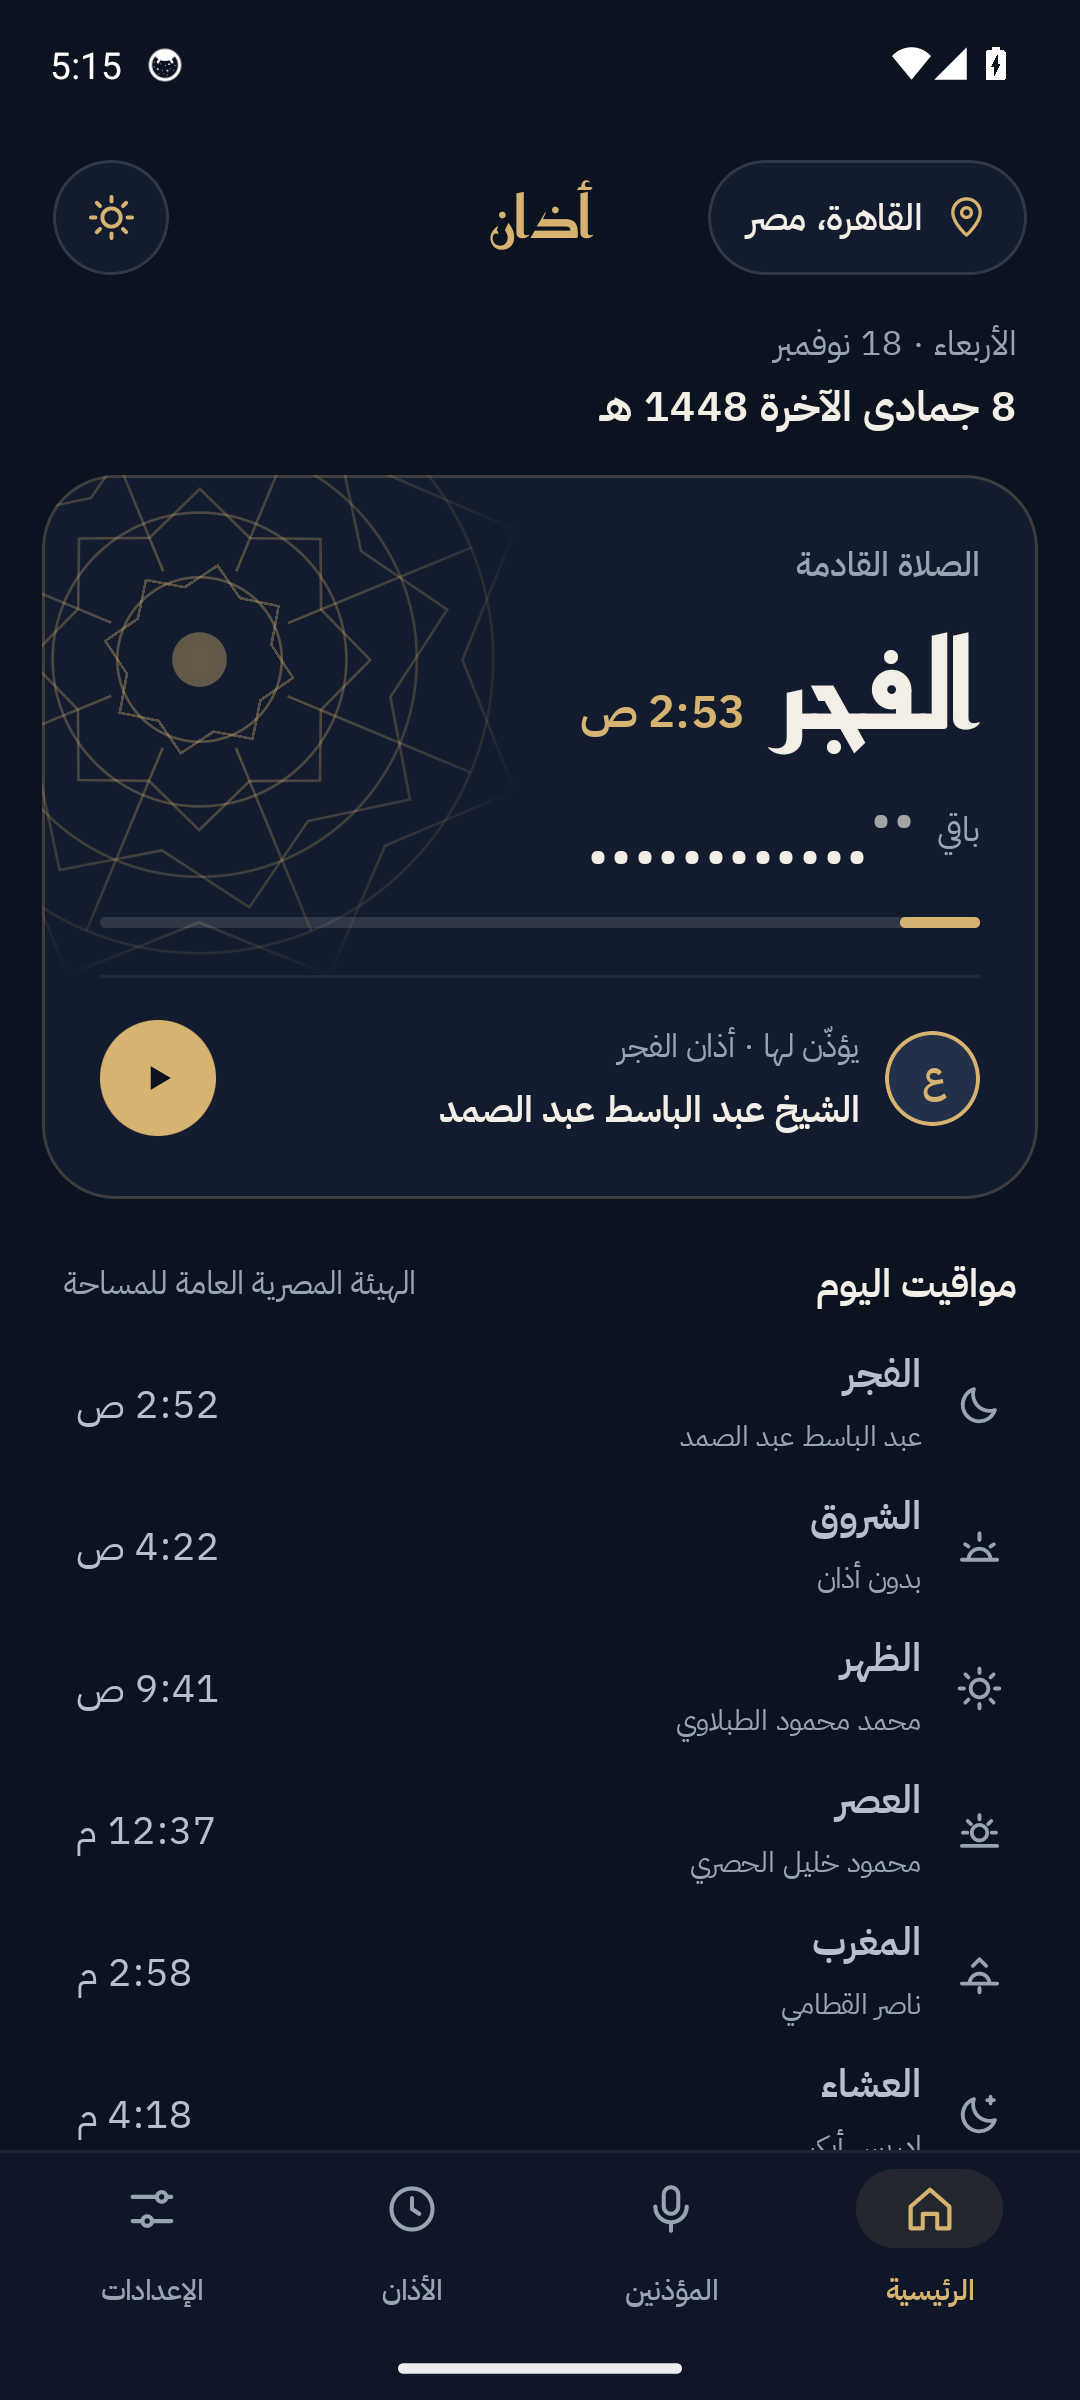 5:15
القاهرة، مصر
أذان
الأربعاء · 18 نوفمبر
8 جمادى الآخرة 1448 هـ
الصلاة القادمة
الفجر 2:53 ص
باقي
يؤذّن لها · أذان الفجر
ع
الشيخ عبد الباسط عبد الصمد
مواقيت اليوم
الهيئة المصرية العامة للمساحة
الفجر
عبد الباسط عبد الصمد
2:52 ص
الشروق
بدون أذان
4:22 ص
الظهر
محمد محمود الطبلاوي
9:41 ص
العصر
محمود خليل الحصري
12:37 م
المغرب
ناصر القطامي
2:58 م
العشاء
4:18 م
الرئيسية
المؤذنين
الأذان
الإعدادات